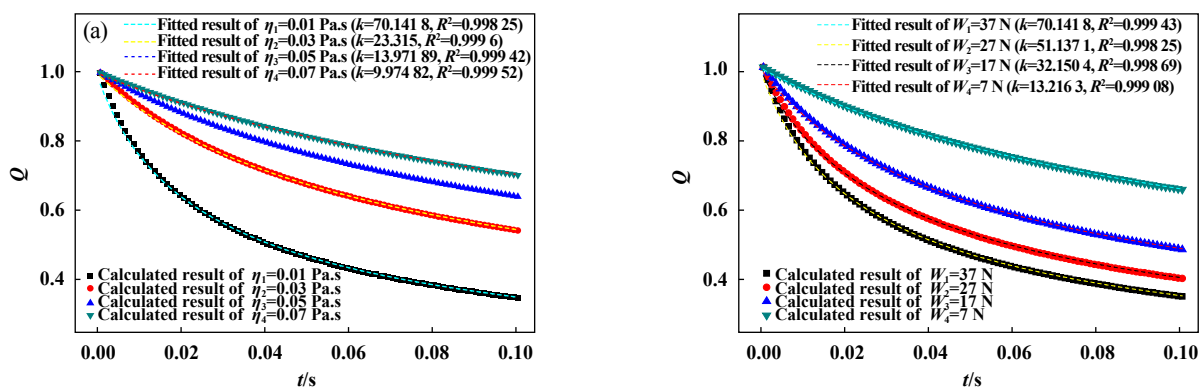 (a)
Fitted result of η₁=0.01 Pa.s (k=70.141 8, R²=0.998 25)
Fitted result of η₂=0.03 Pa.s (k=23.315, R²=0.999 6)
Fitted result of η₃=0.05 Pa.s (k=13.971 89, R²=0.999 42)
Fitted result of η₄=0.07 Pa.s (k=9.974 82, R²=0.999 52)
1.0
0.8
0.6
0.4
Q
Calculated result of η₁=0.01 Pa.s
Calculated result of η₂=0.03 Pa.s
Calculated result of η₃=0.05 Pa.s
Calculated result of η₄=0.07 Pa.s
0.00 0.02 0.04 0.06 0.08 0.10
t/s
Fitted result of W₁=37 N (k=70.141 8, R²=0.999 43)
Fitted result of W₂=27 N (k=51.137 1, R²=0.998 25)
Fitted result of W₃=17 N (k=32.150 4, R²=0.998 69)
Fitted result of W₄=7 N (k=13.216 3, R²=0.999 08)
1.0
0.8
0.6
0.4
Q
Calculated result of W₁=37 N
Calculated result of W₂=27 N
Calculated result of W₃=17 N
Calculated result of W₄=7 N
0.00 0.02 0.04 0.06 0.08 0.10
t/s